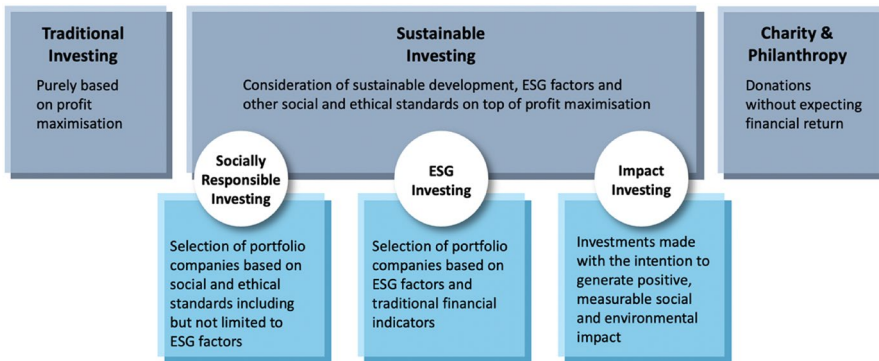 Traditional
Investing
Purely based
on profit
maximisation
Sustainable
Investing
Consideration of sustainable development, ESG factors and
other social and ethical standards on top of profit maximisation
Charity &
Philanthropy
Donations
without expecting
financial return
Socially
Responsible
Investing
Selection of portfolio
companies based on
social and ethical
standards including
but not limited to
ESG factors
ESG
Investing
Selection of portfolio
companies based on
ESG factors and
traditional financial
indicators
Impact
Investing
Investments made
with the intention to
generate positive,
measurable social
and environmental
impact